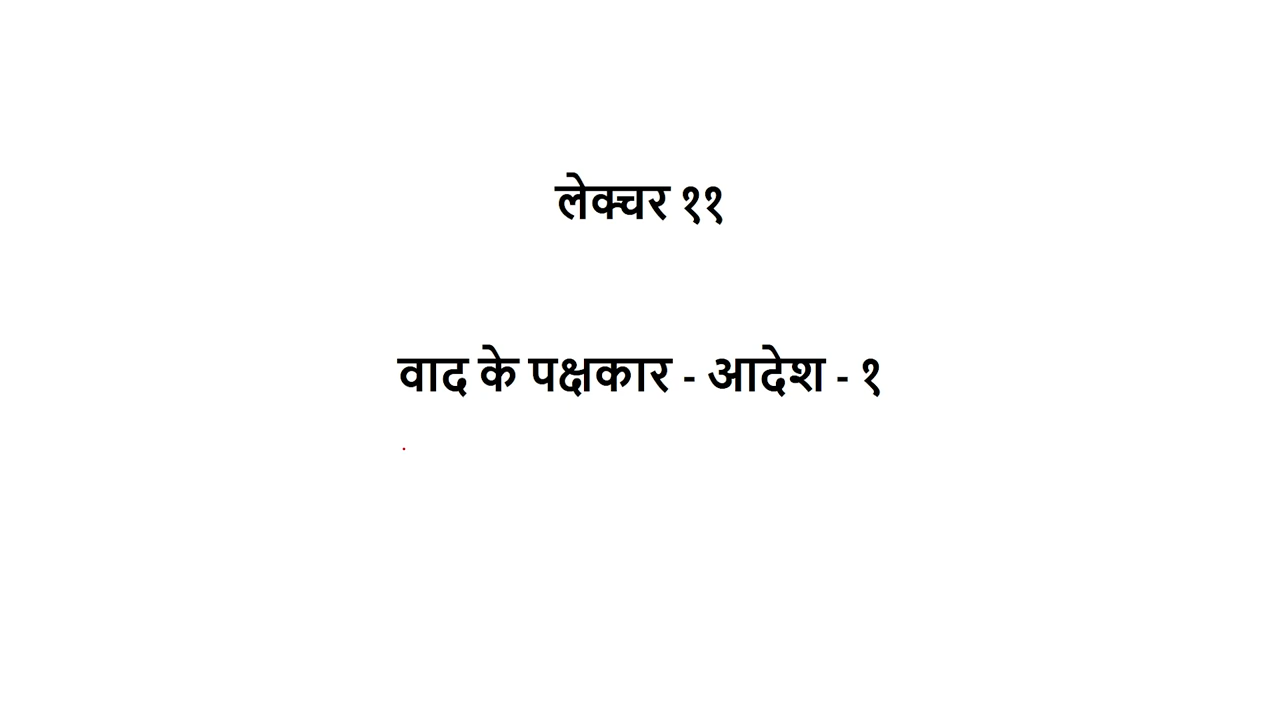 लेक्चर ११
वाद के पक्षकार - आदेश - १